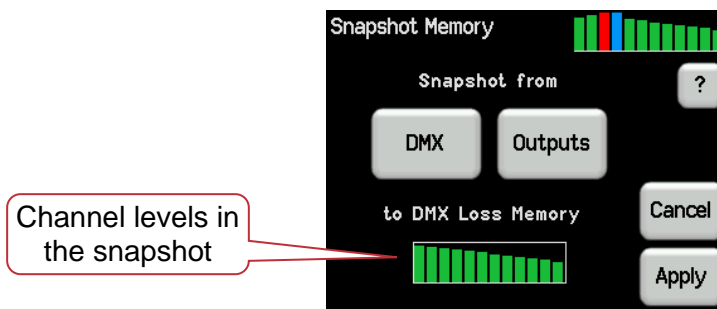 Snapshot Memory
Snapshot from
?
DMX
Outputs
Channel levels in
the snapshot
to DMX Loss Memory
Cancel
Apply